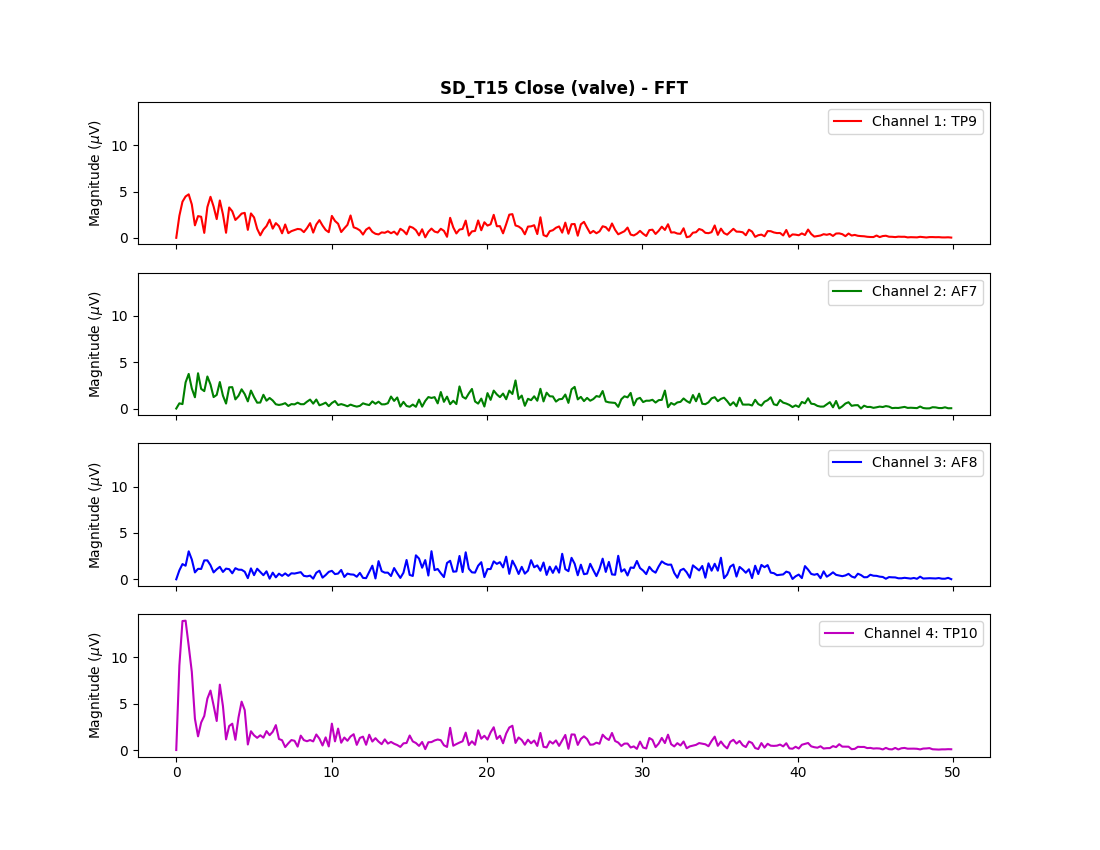 SD_T15 Close (valve) - FFT
Magnitude (μV)
10
5
0
Channel 1: TP9
Magnitude (μV)
10
5
0
Channel 2: AF7
Magnitude (μV)
10
5
0
Channel 3: AF8
Magnitude (μV)
10
5
0
Channel 4: TP10
0 10 20 30 40 50